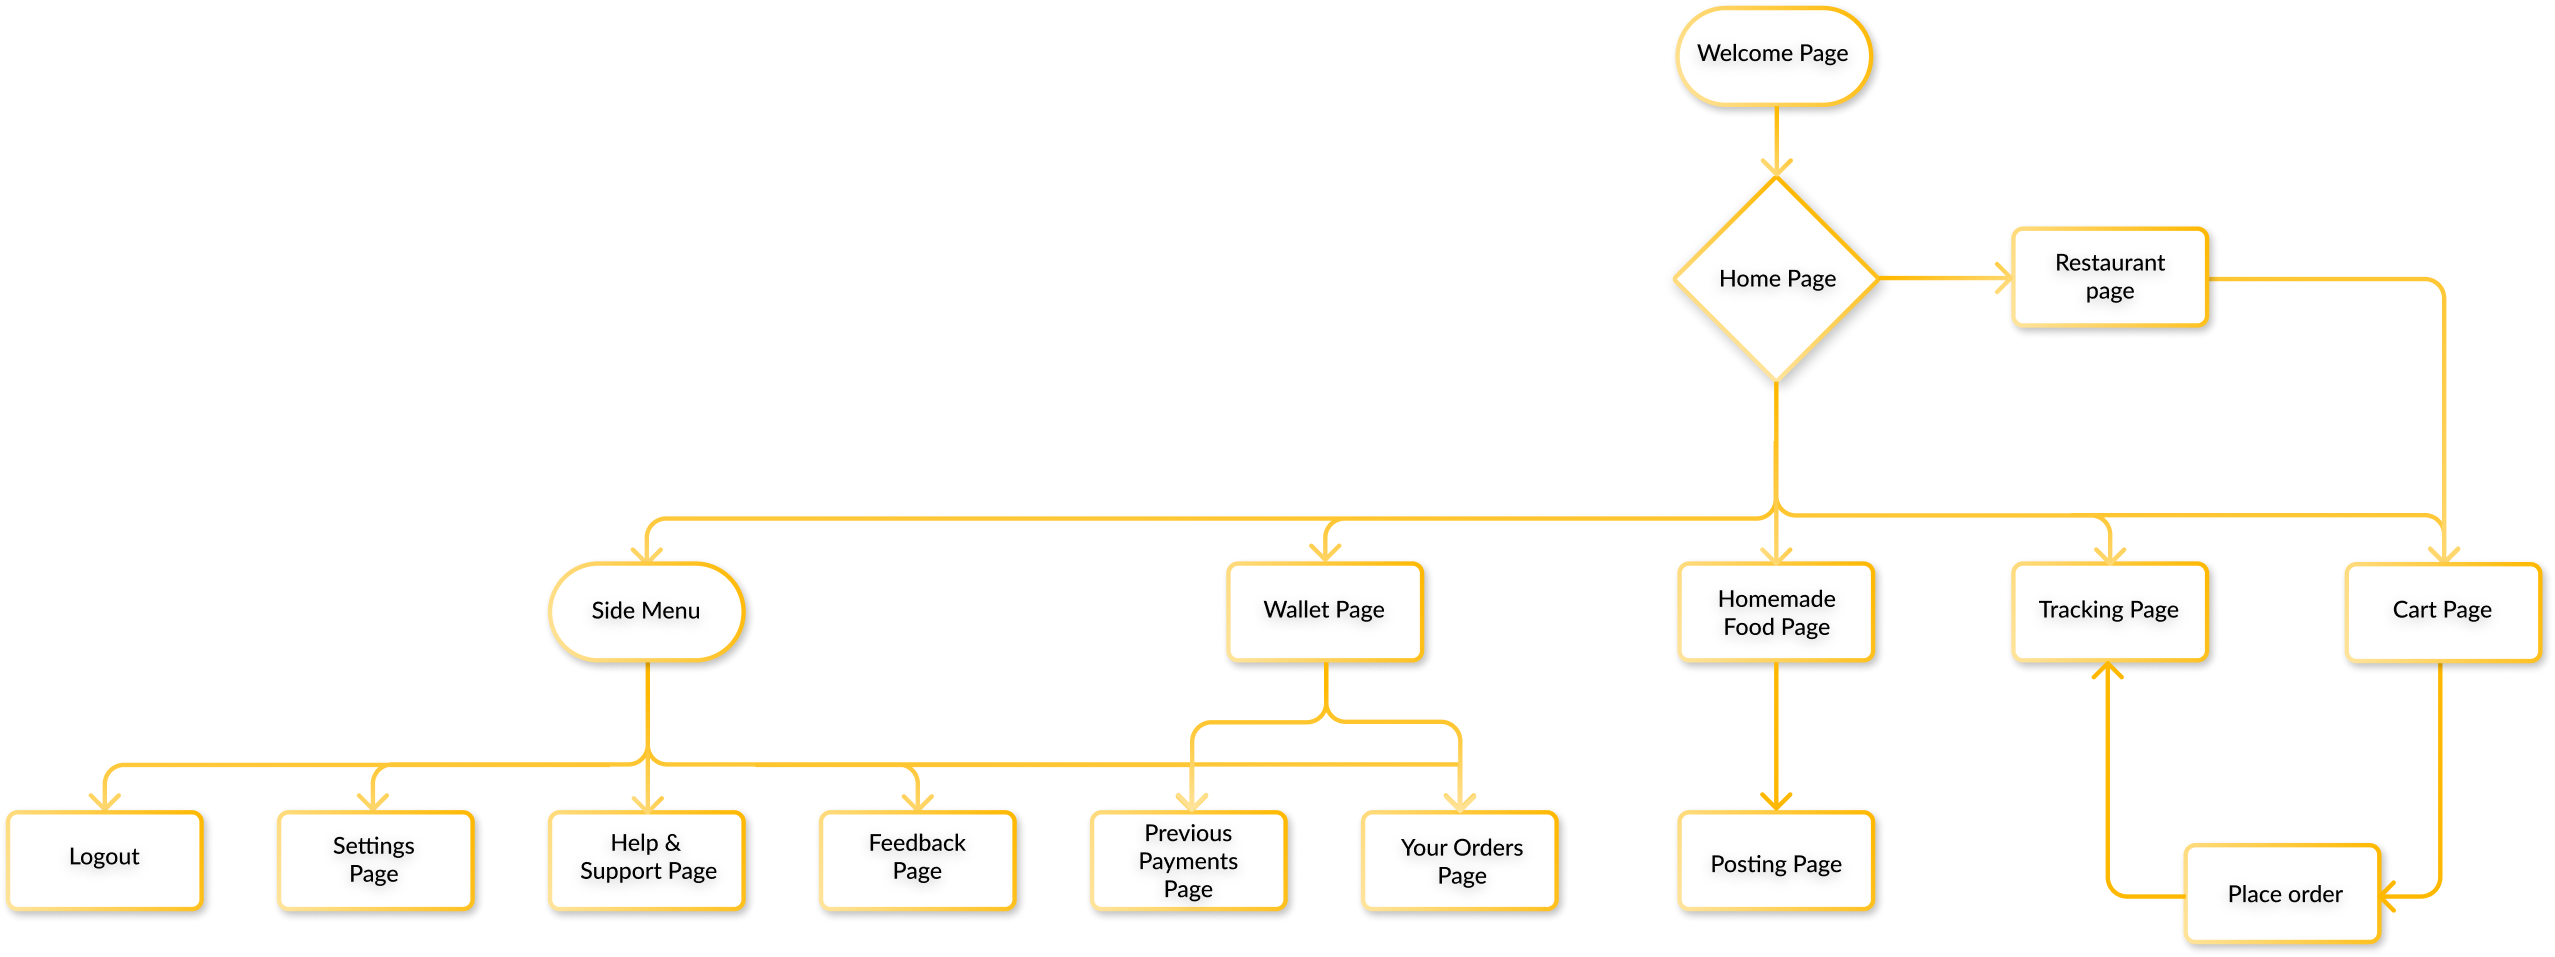 Welcome Page
Home Page
Restaurant
page
Side Menu
Wallet Page
Homemade
Food Page
Tracking Page
Cart Page
Logout
Settings
Page
Help &
Support Page
Feedback
Page
Previous
Payments
Page
Your Orders
Page
Posting Page
Place order